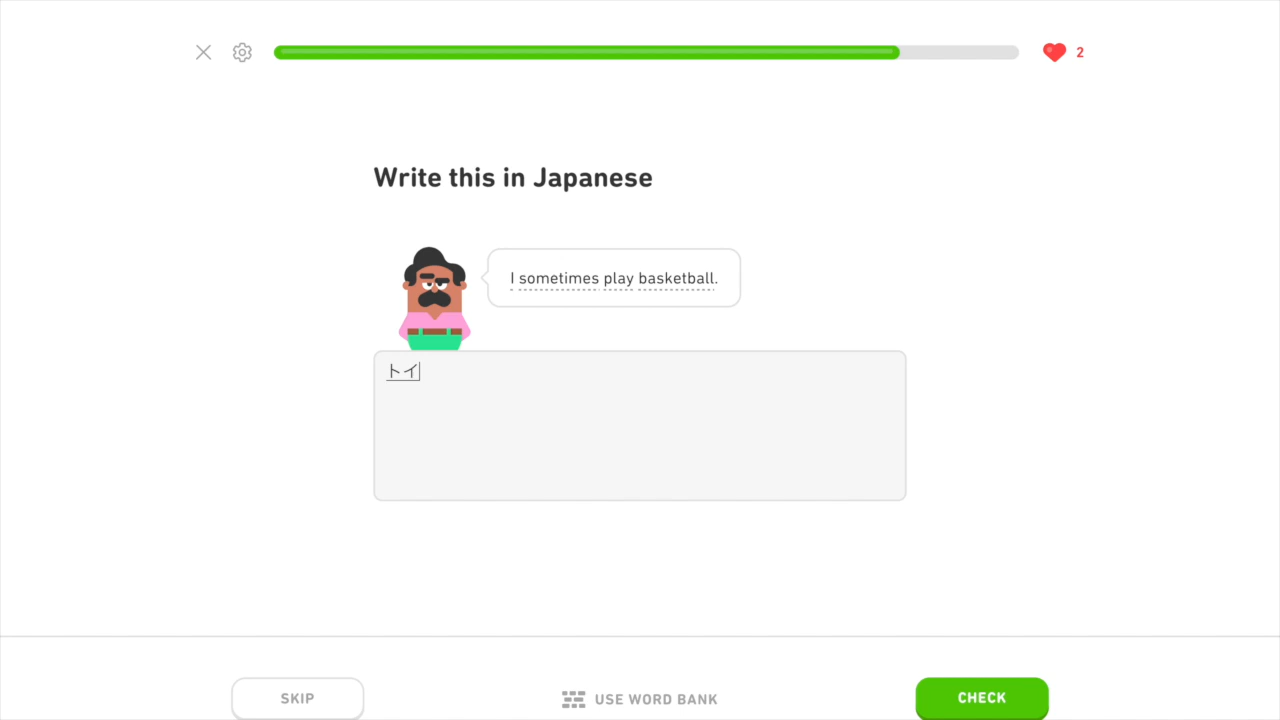 2
Write this in Japanese
I sometimes play basketball.
トイ
SKIP
USE WORD BANK
CHECK